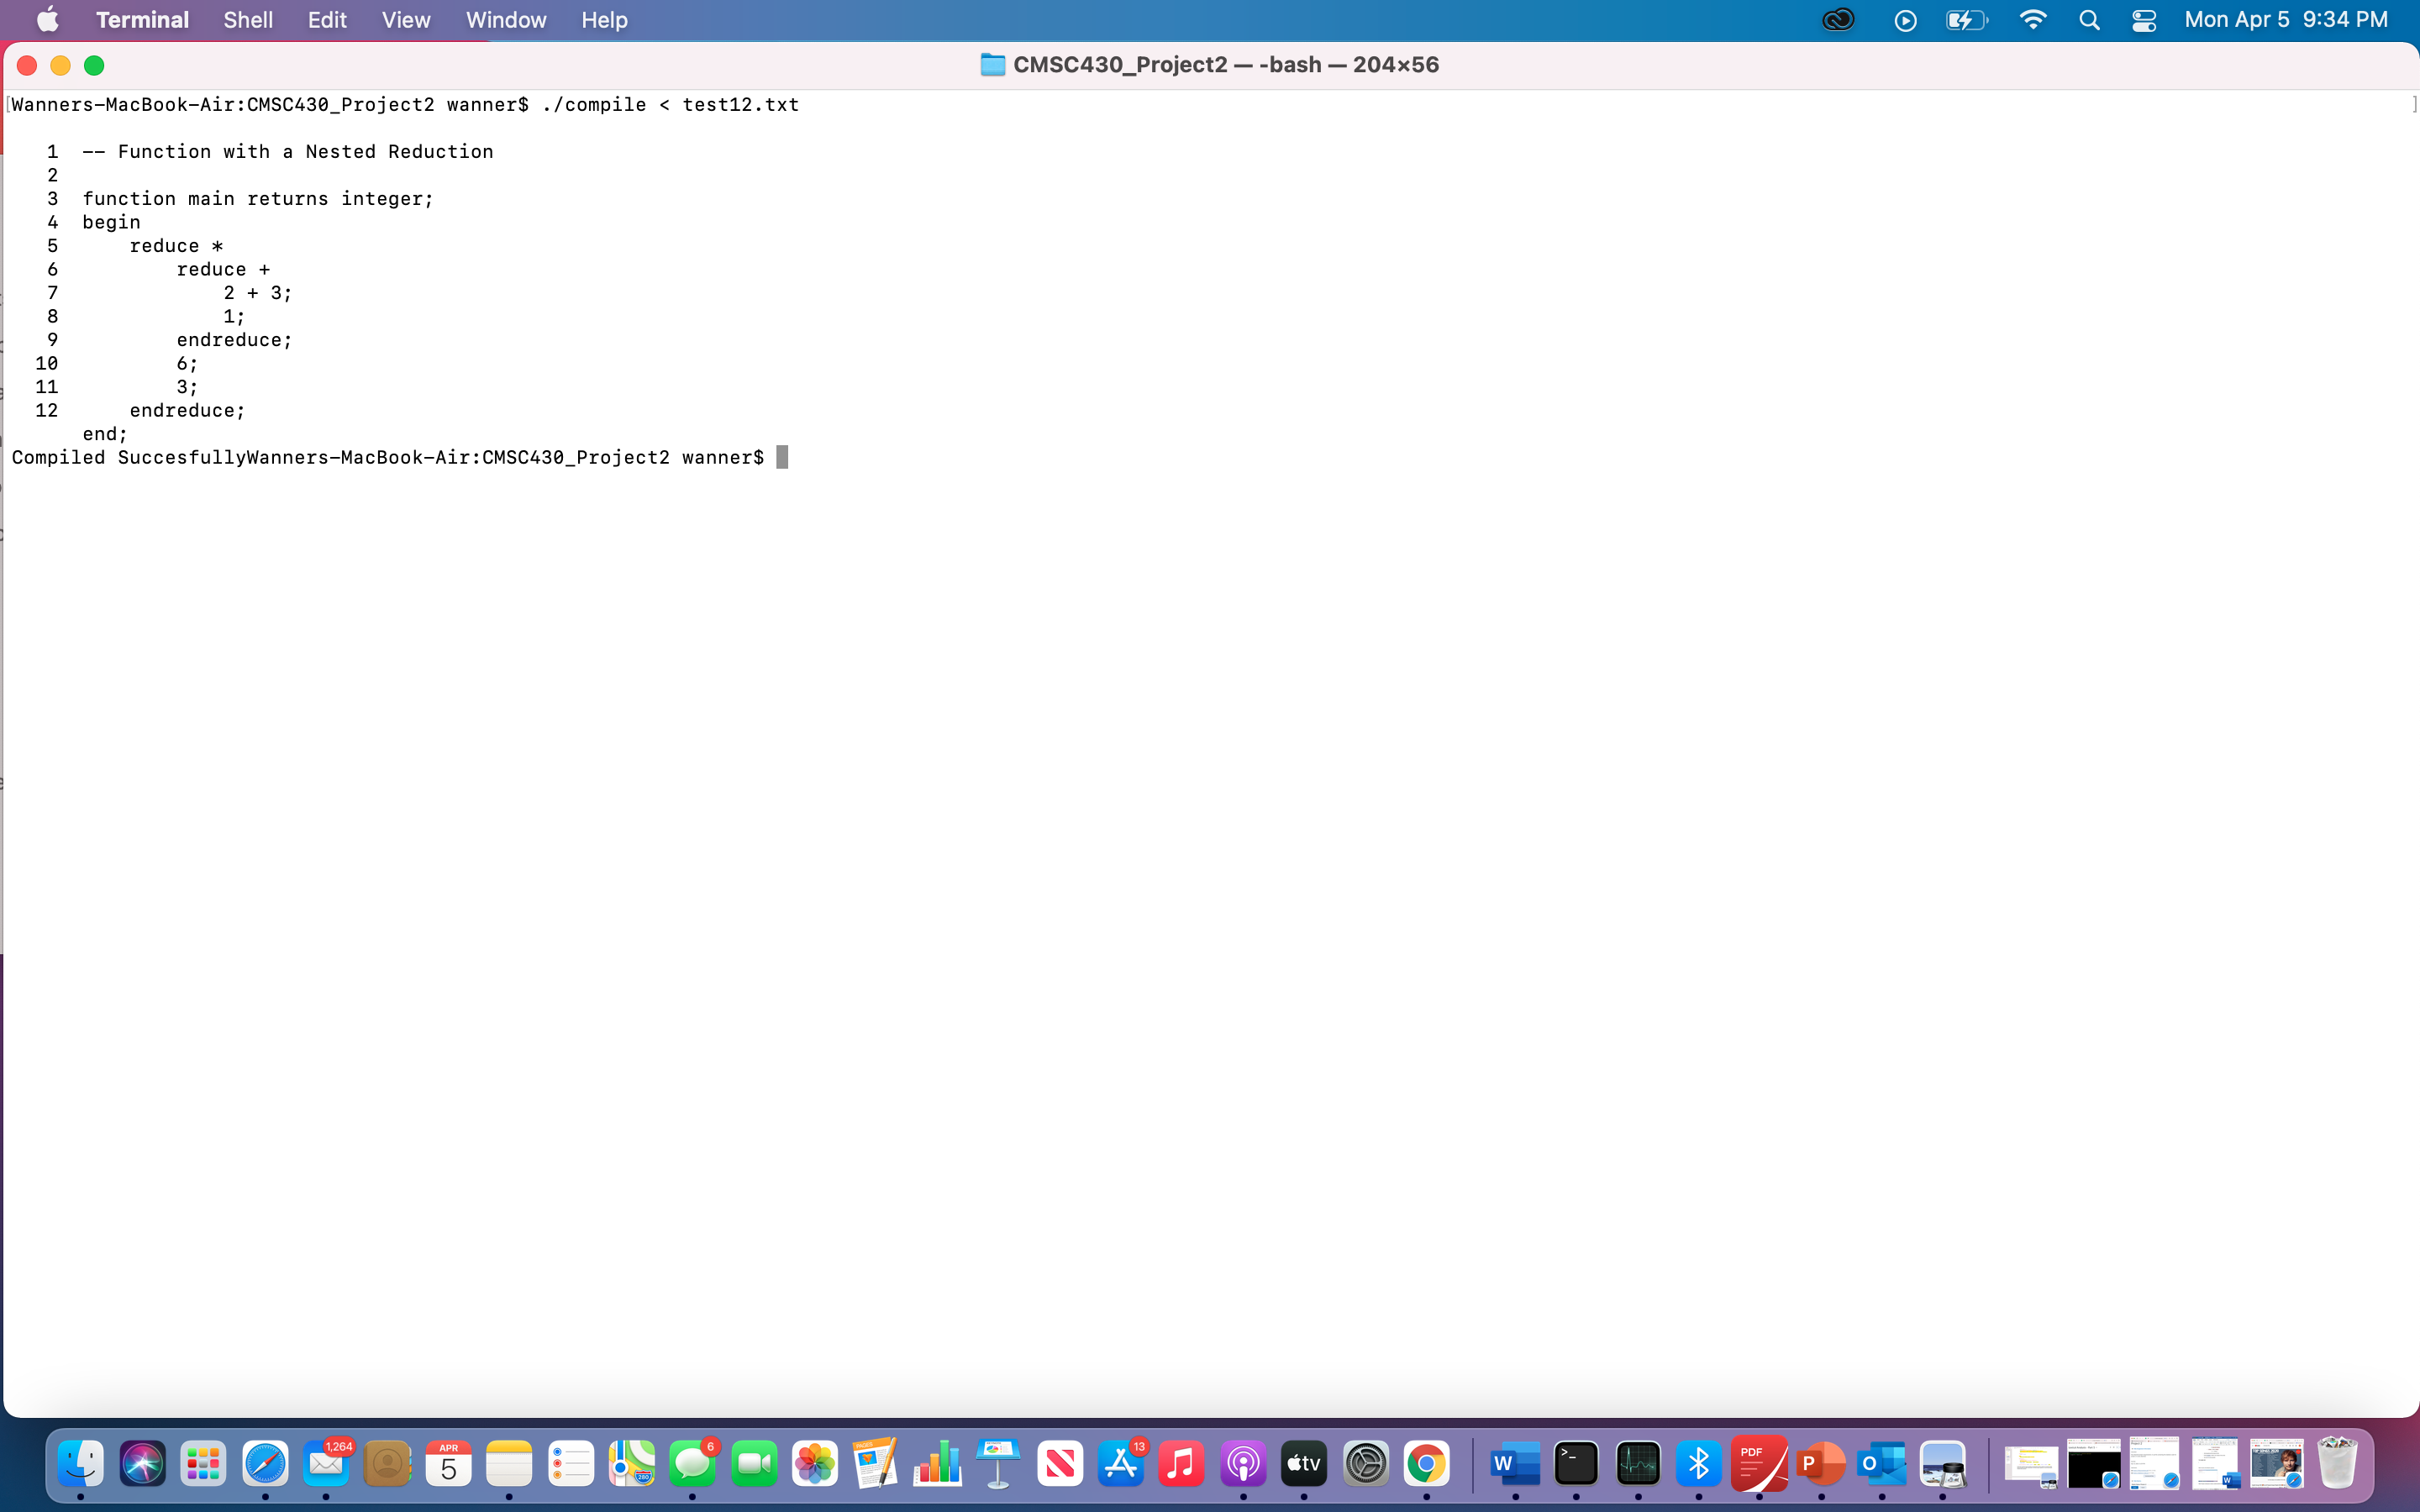 Terminal Shell Edit View Window Help Mon Apr 5 9:34 PM
CMSC430_Project2 — -bash — 204×56
[Wanners-MacBook-Air:CMSC430_Project2 wanner$ ./compile < test12.txt ]
1 -- Function with a Nested Reduction
2
3 function main returns integer;
4 begin
5 reduce *
6 reduce +
7 2 + 3;
8 1;
9 endreduce;
10 6;
11 3;
12 endreduce;
end;
Compiled SuccesfullyWanners-MacBook-Air:CMSC430_Project2 wanner$
1,264 APR 5 280 6 PAGES 13 tv W >_ PDF P O